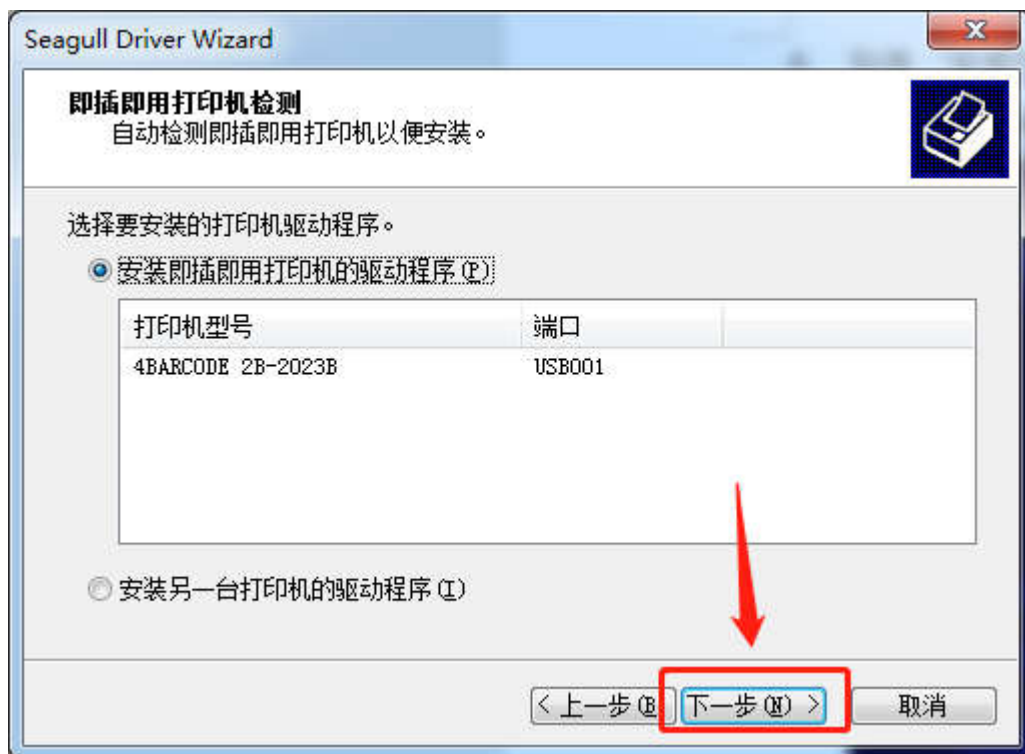 Seagull Driver Wizard
即插即用打印机检测
自动检测即插即用打印机以便安装。
选择要安装的打印机驱动程序。
安装即插即用打印机的驱动程序(P)
打印机型号 端口
4BARCODE 2B-2023B USB001
安装另一台打印机的驱动程序(I)
< 上一步(B 下一步(N) > 取消